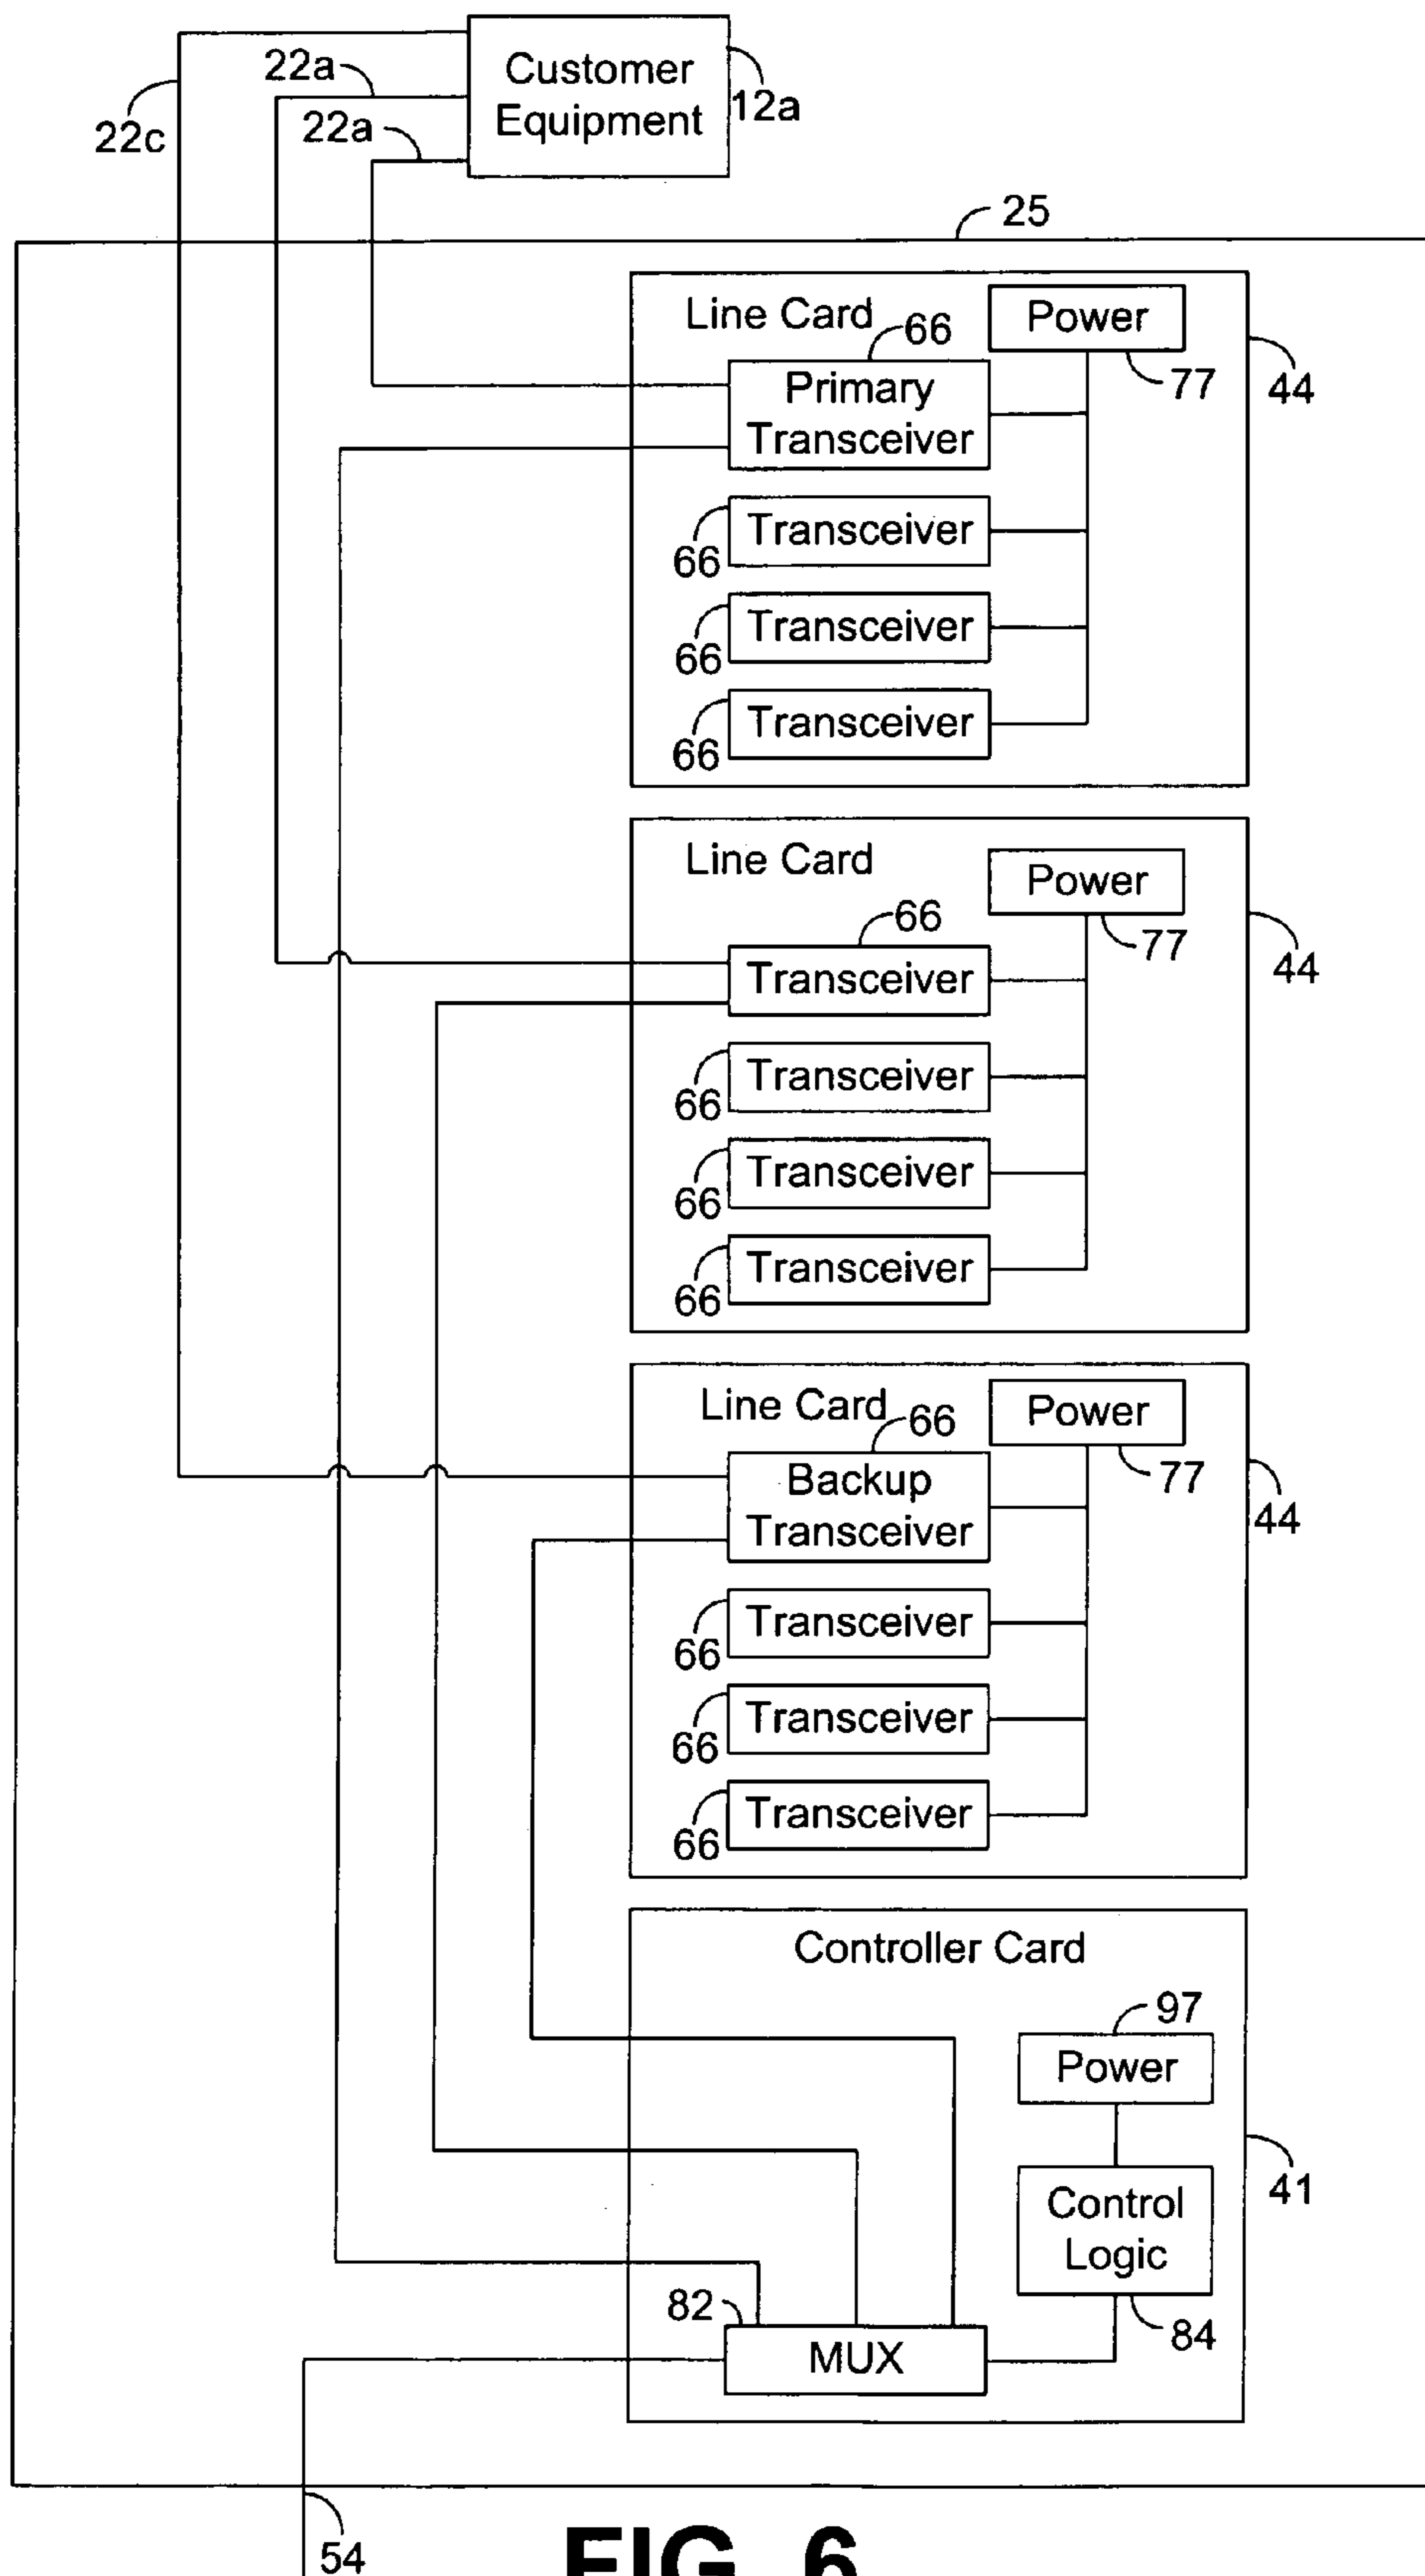 Customer
Equipment
12a
22a
22a
22c
25
Line Card
Power
66
77
44
Primary
Transceiver
Transceiver
66
Transceiver
66
Transceiver
66
Line Card
Power
66
77
44
Transceiver
Transceiver
66
Transceiver
66
Transceiver
66
Line Card
Power
66
77
44
Backup
Transceiver
Transceiver
66
Transceiver
66
Transceiver
66
Controller Card
97
Power
41
Control
Logic
82
84
MUX
54
FIG. 6